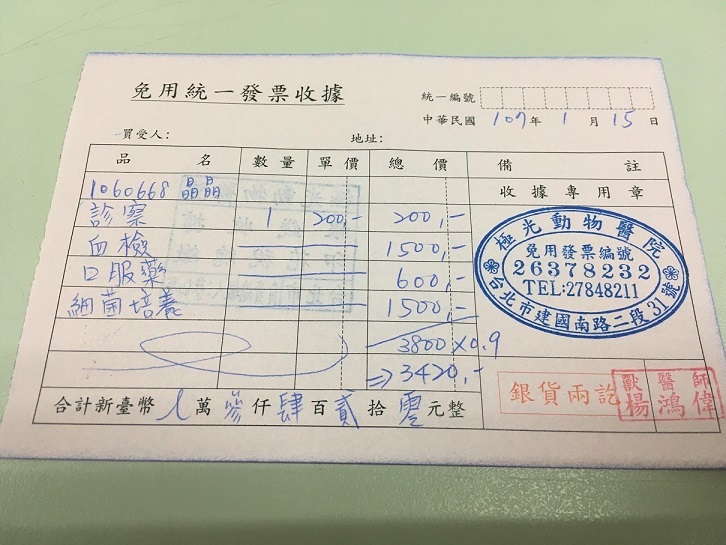 免用統一發票收據
統一編號
中華民國 107 年 1 月 15 日
買受人： 地址：
品名 數量 單價 總價 備註
1060668 晶晶 收據專用章
診察 1 200,- 200,-
血檢 1500,-
口服藥 600,-
細菌培養 1500,-
3800 x 0.9
⇒ 3420,-
極光動物醫院
免用發票編號
26378232
TEL:27848211
台北市建國南路二段31號
銀貨兩訖
獸醫師
楊鴻偉
合計新臺幣 萬 參 仟 肆 百 貳 拾 零 元整